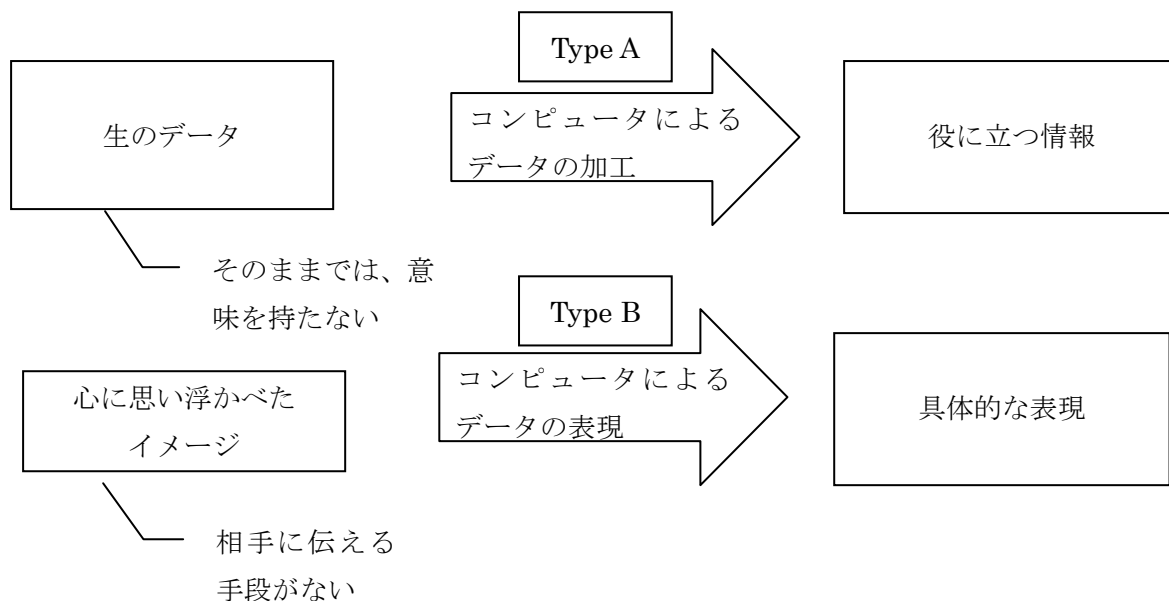 Type A
生のデータ
コンピュータによる
データの加工
役に立つ情報
そのままでは、意
味を持たない
Type B
心に思い浮かべた
イメージ
コンピュータによる
データの表現
具体的な表現
相手に伝える
手段がない